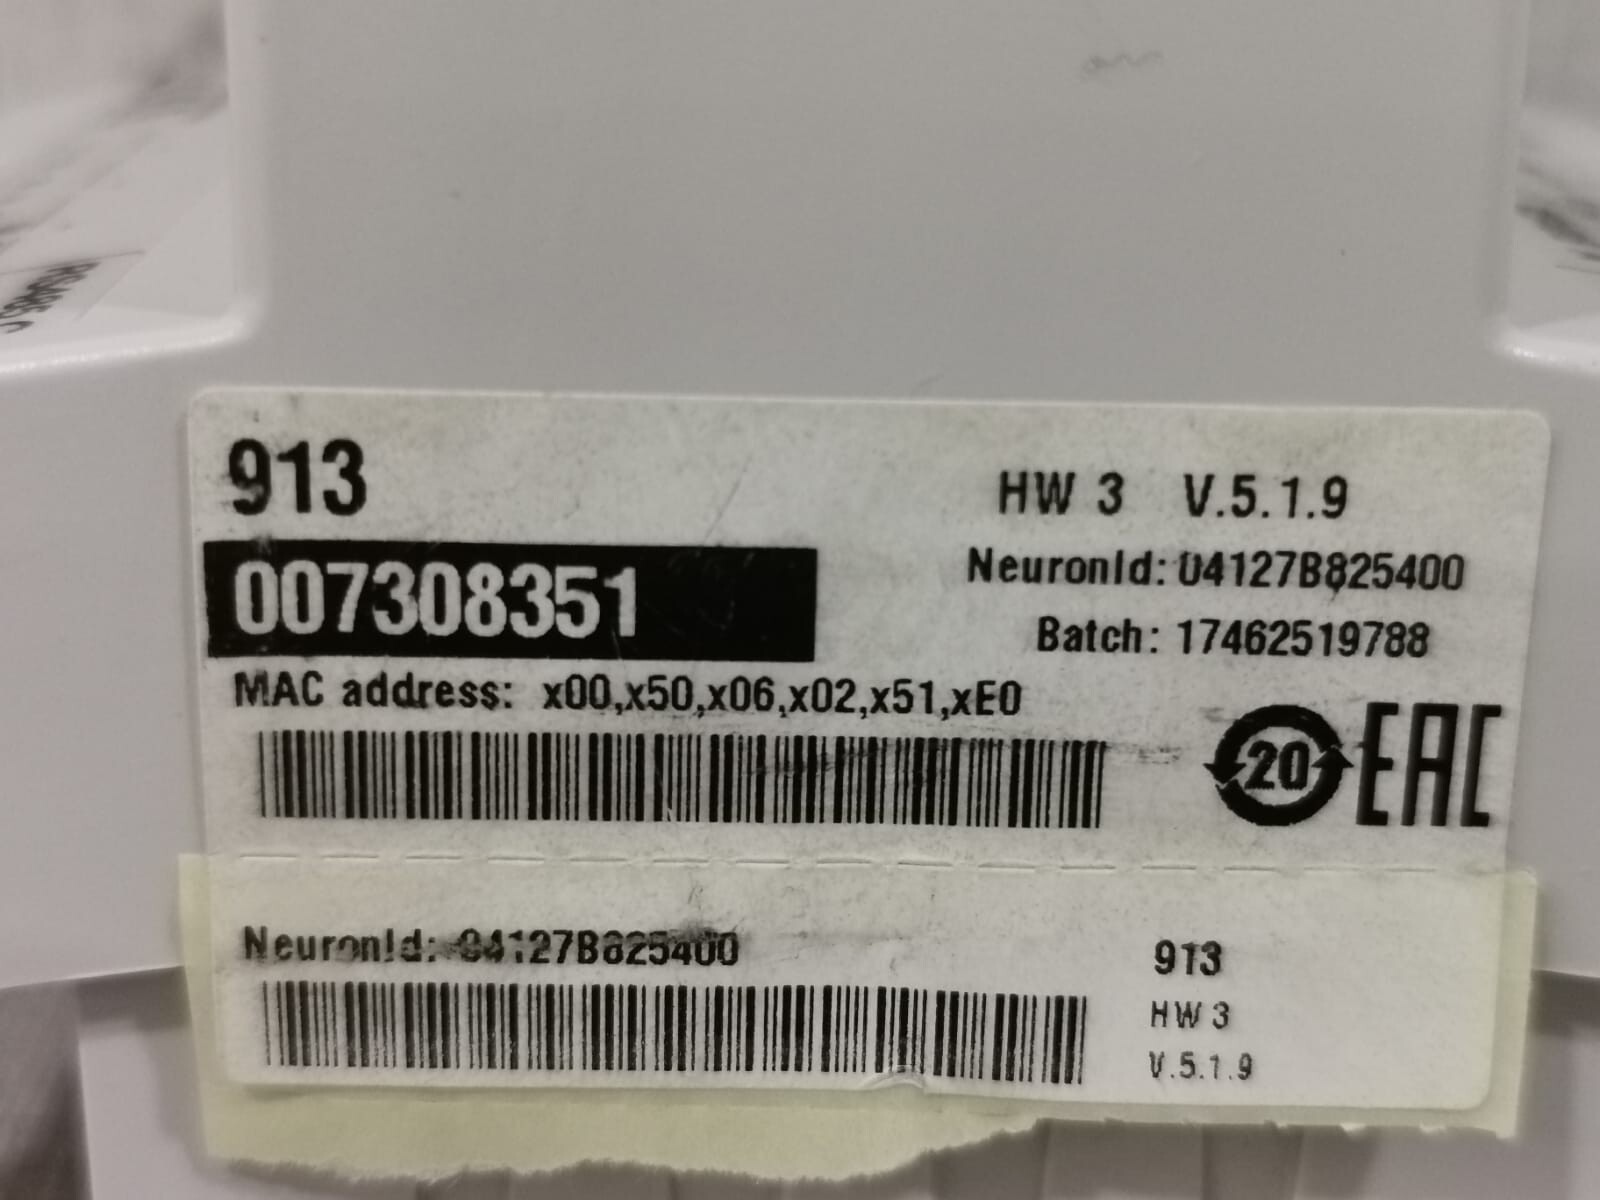 913
HW 3 V.5.1.9
007308351
NeuronId: 04127B825400
Batch: 17462519788
MAC address: x00,x50,x06,x02,x51,xE0
20 EAC
NeuronId: 04127B825400
913
HW 3
V.5.1.9